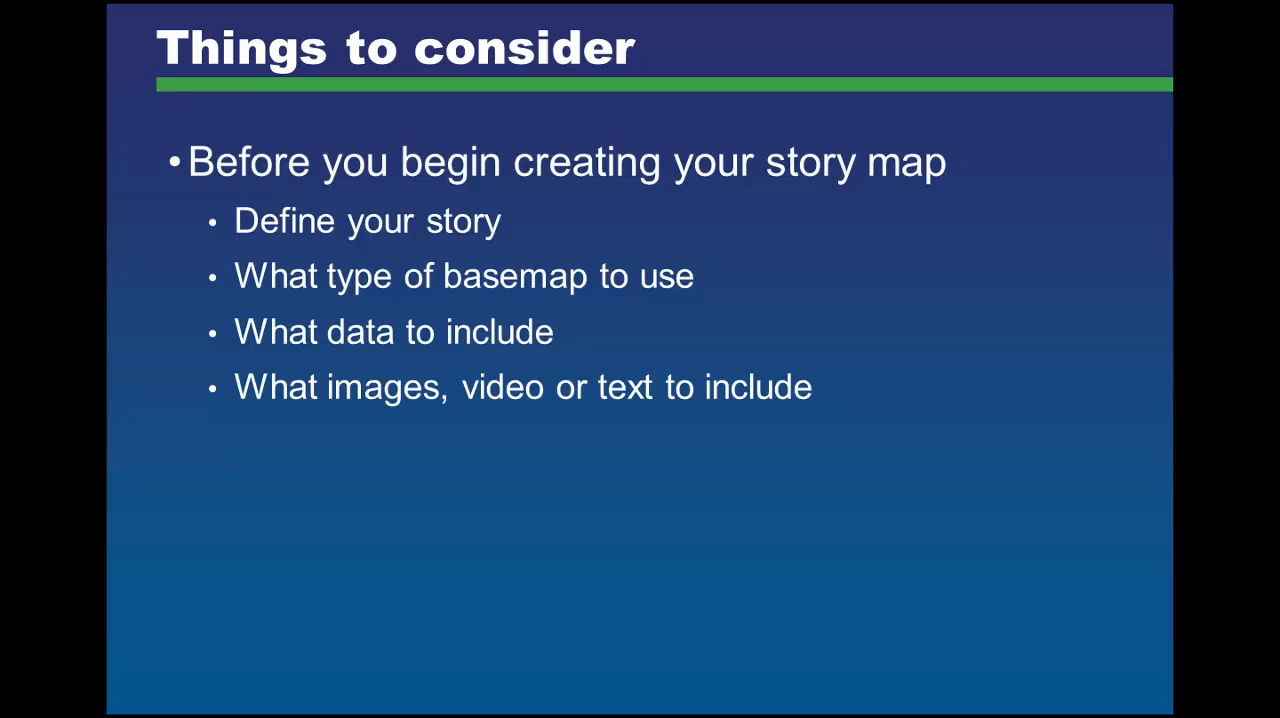 Things to consider
• Before you begin creating your story map
• Define your story
• What type of basemap to use
• What data to include
• What images, video or text to include